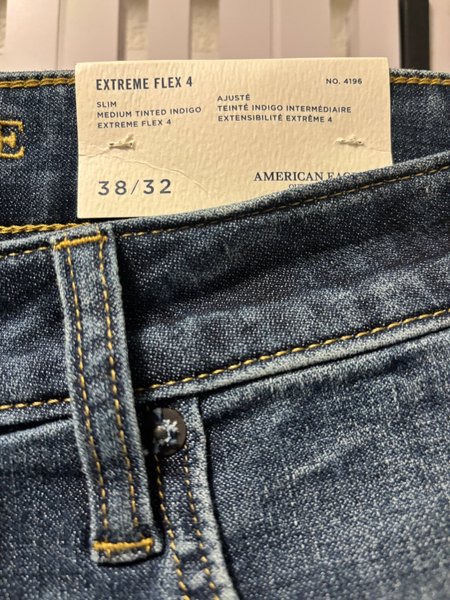 EXTREME FLEX 4
NO. 4196
SLIM
MEDIUM TINTED INDIGO
EXTREME FLEX 4
AJUSTÉ
TEINTÉ INDIGO INTERMÉDIAIRE
EXTENSIBILITÉ EXTRÊME 4
38/32
AMERICAN
E